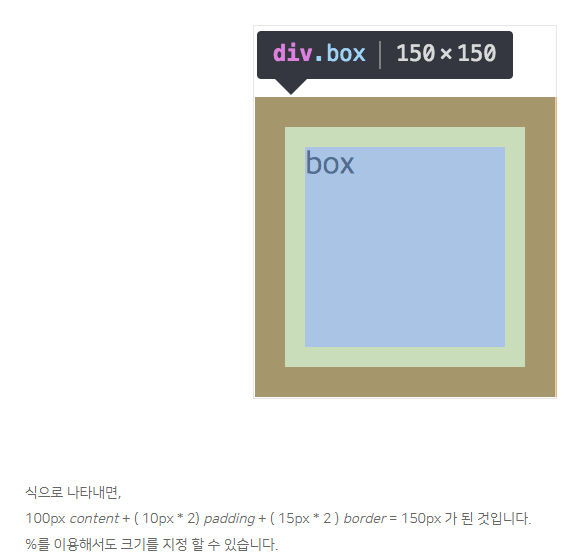 div.box | 150 × 150
box
식으로 나타내면,
100px content + ( 10px * 2) padding + ( 15px * 2 ) border = 150px 가 된 것입니다.
%를 이용해서도 크기를 지정 할 수 있습니다.